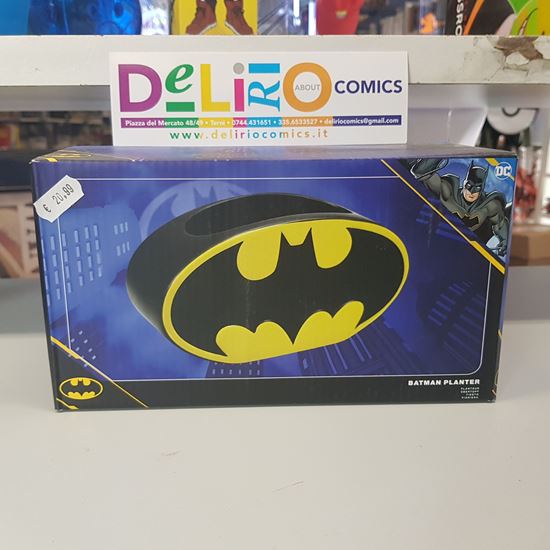 DeLiRiO ABOUT COMICS
Piazza del Mercato 48/49 • Terni • 0744.431651 • 335.6533527 • deliriocomics@gmail.com
www.deliriocomics.it
€ 20,99
DC
BATMAN PLANTER